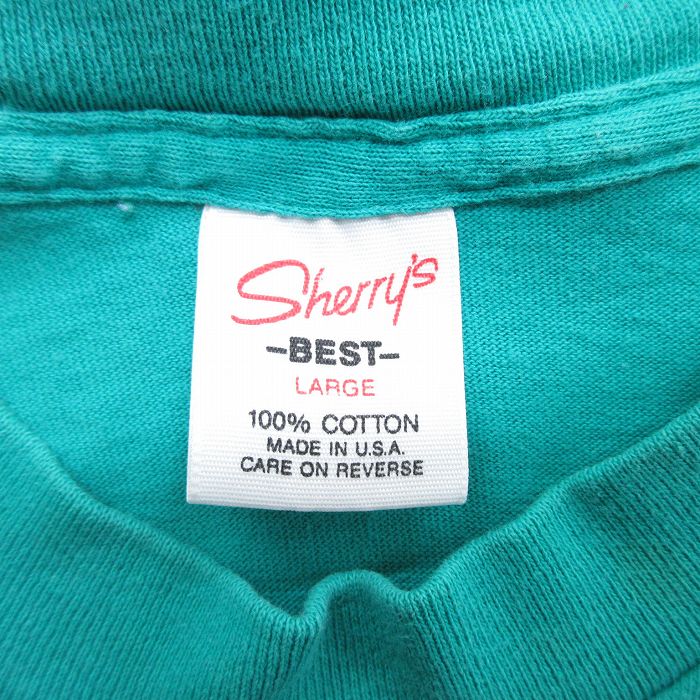 Sherry's
-BEST-
LARGE
100% COTTON
MADE IN U.S.A.
CARE ON REVERSE